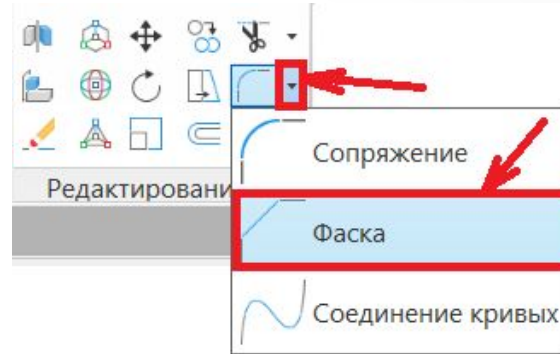 Сопряжение
Редактировани
Фаска
Соединение кривых